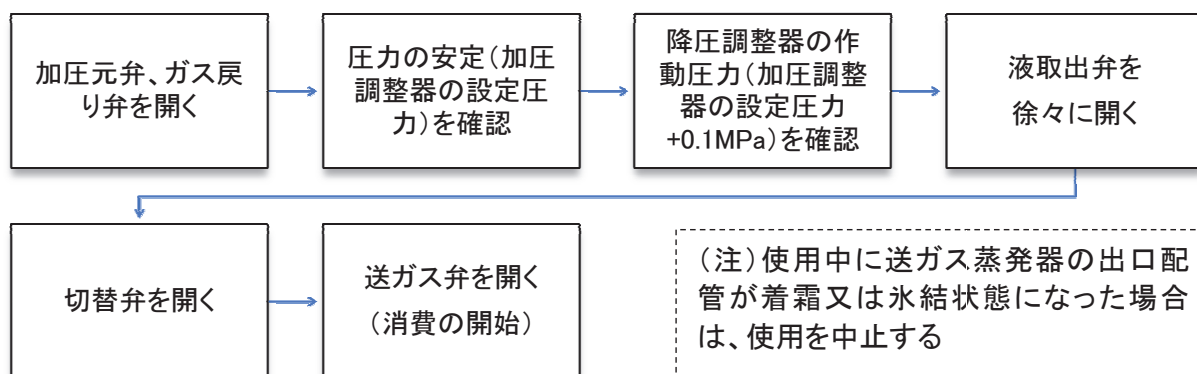 加圧元弁、ガス戻
り弁を開く
圧力の安定（加圧
調整器の設定圧
力）を確認
降圧調整器の作
動圧力（加圧調整
器の設定圧力
+0.1MPa）を確認
液取出弁を
徐々に開く
切替弁を開く
送ガス弁を開く
（消費の開始）
（注）使用中に送ガス蒸発器の出口配
管が着霜又は氷結状態になった場合
は、使用を中止する